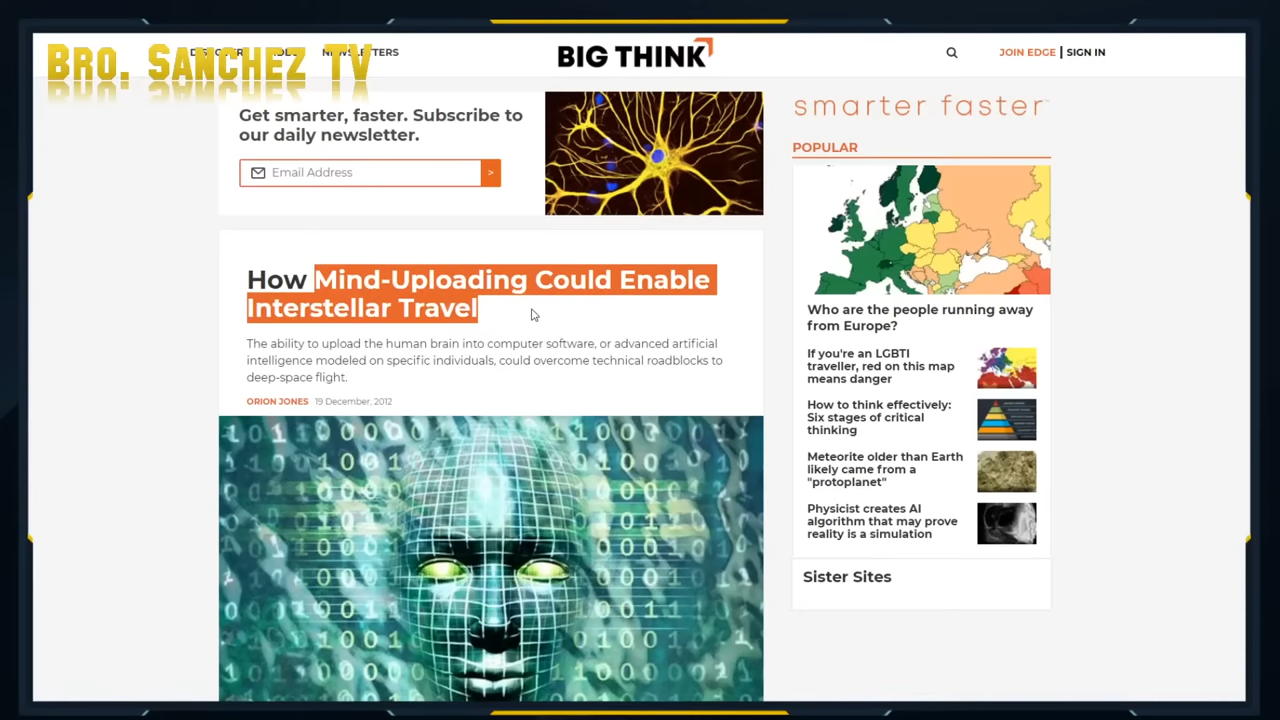 Bro. Sanchez TV
NEWSLETTERS
BIG THINK
JOIN EDGE | SIGN IN
Get smarter, faster. Subscribe to
our daily newsletter.
Email Address
>
smarter faster
POPULAR
How Mind-Uploading Could Enable
Interstellar Travel
The ability to upload the human brain into computer software, or advanced artificial
intelligence modeled on specific individuals, could overcome technical roadblocks to
deep-space flight.
ORION JONES 19 December, 2012
Who are the people running away
from Europe?
If you're an LGBTI
traveller, red on this map
means danger
How to think effectively:
Six stages of critical
thinking
Meteorite older than Earth
likely came from a
"protoplanet"
Physicist creates AI
algorithm that may prove
reality is a simulation
Sister Sites